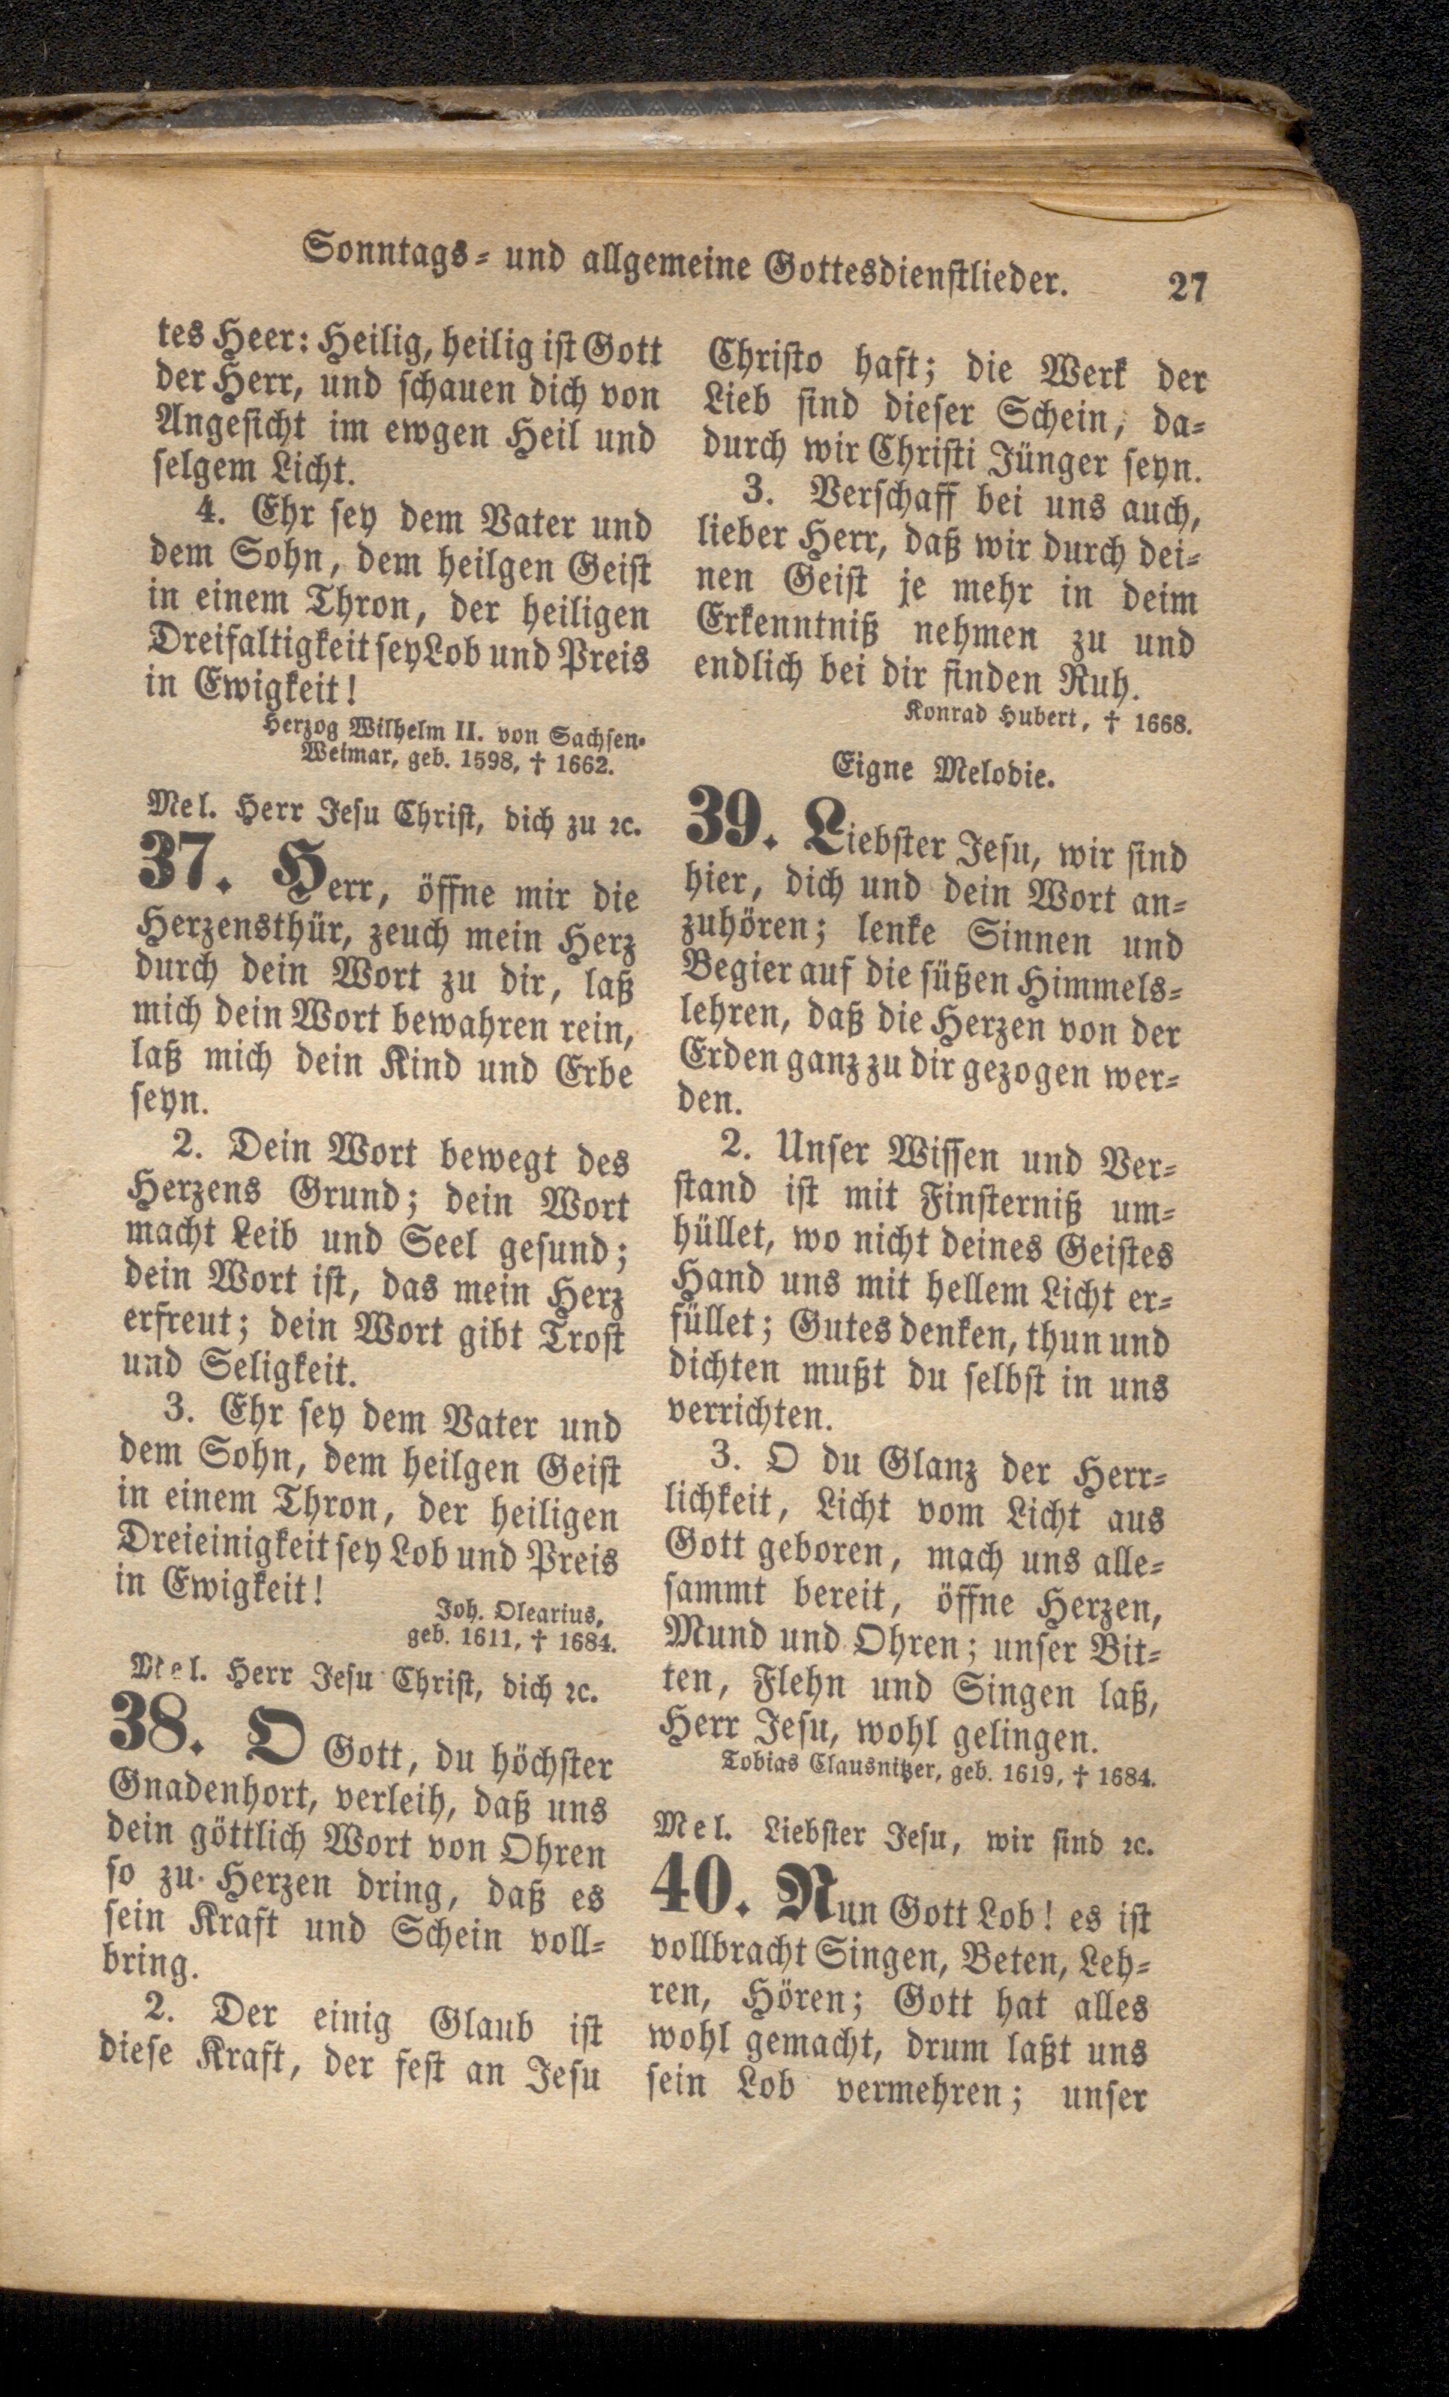 Sonntags- und allgemeine Gottesdienstlieder. 27
tes Heer: Heilig, heilig ist Gott
der Herr, und schauen dich von
Angesicht im ewgen Heil und
selgem Licht.
4. Ehr sey dem Vater und
dem Sohn, dem heilgen Geist
in einem Thron, der heiligen
Dreifaltigkeit sey Lob und Preis
in Ewigkeit!
Herzog Wilhelm II. von Sachsen-
Weimar, geb. 1598, † 1662.
Mel. Herr Jesu Christ, dich zu ꝛc.
37. Herr, öffne mir die
Herzensthür, zeuch mein Herz
durch dein Wort zu dir, laß
mich dein Wort bewahren rein,
laß mich dein Kind und Erbe
seyn.
2. Dein Wort bewegt des
Herzens Grund; dein Wort
macht Leib und Seel gesund;
dein Wort ist, das mein Herz
erfreut; dein Wort gibt Trost
und Seligkeit.
3. Ehr sey dem Vater und
dem Sohn, dem heilgen Geist
in einem Thron, der heiligen
Dreieinigkeit sey Lob und Preis
in Ewigkeit!
Joh. Olearius,
geb. 1611, † 1684.
Mel. Herr Jesu Christ, dich ꝛc.
38. O Gott, du höchster
Gnadenhort, verleih, daß uns
dein göttlich Wort von Ohren
so zu Herzen dring, daß es
sein Kraft und Schein voll-
bring.
2. Der einig Glaub ist
diese Kraft, der fest an Jesu
Christo haft; die Werk der
Lieb sind dieser Schein, da-
durch wir Christi Jünger seyn.
3. Verschaff bei uns auch,
lieber Herr, daß wir durch dei-
nen Geist je mehr in deim
Erkenntniß nehmen zu und
endlich bei dir finden Ruh.
Konrad Hubert, † 1668.
Eigne Melodie.
39. Liebster Jesu, wir sind
hier, dich und dein Wort an-
zuhören; lenke Sinnen und
Begier auf die süßen Himmels-
lehren, daß die Herzen von der
Erden ganz zu dir gezogen wer-
den.
2. Unser Wissen und Ver-
stand ist mit Finsterniß um-
hüllet, wo nicht deines Geistes
Hand uns mit hellem Licht er-
füllet; Gutes denken, thun und
dichten mußt du selbst in uns
verrichten.
3. O du Glanz der Herr-
lichkeit, Licht vom Licht aus
Gott geboren, mach uns alle-
sammt bereit, öffne Herzen,
Mund und Ohren; unser Bit-
ten, Flehn und Singen laß,
Herr Jesu, wohl gelingen.
Tobias Clausnitzer, geb. 1619, † 1684.
Mel. Liebster Jesu, wir sind ꝛc.
40. Nun Gott Lob! es ist
vollbracht Singen, Beten, Leh-
ren, Hören; Gott hat alles
wohl gemacht, drum laßt uns
sein Lob vermehren; unser